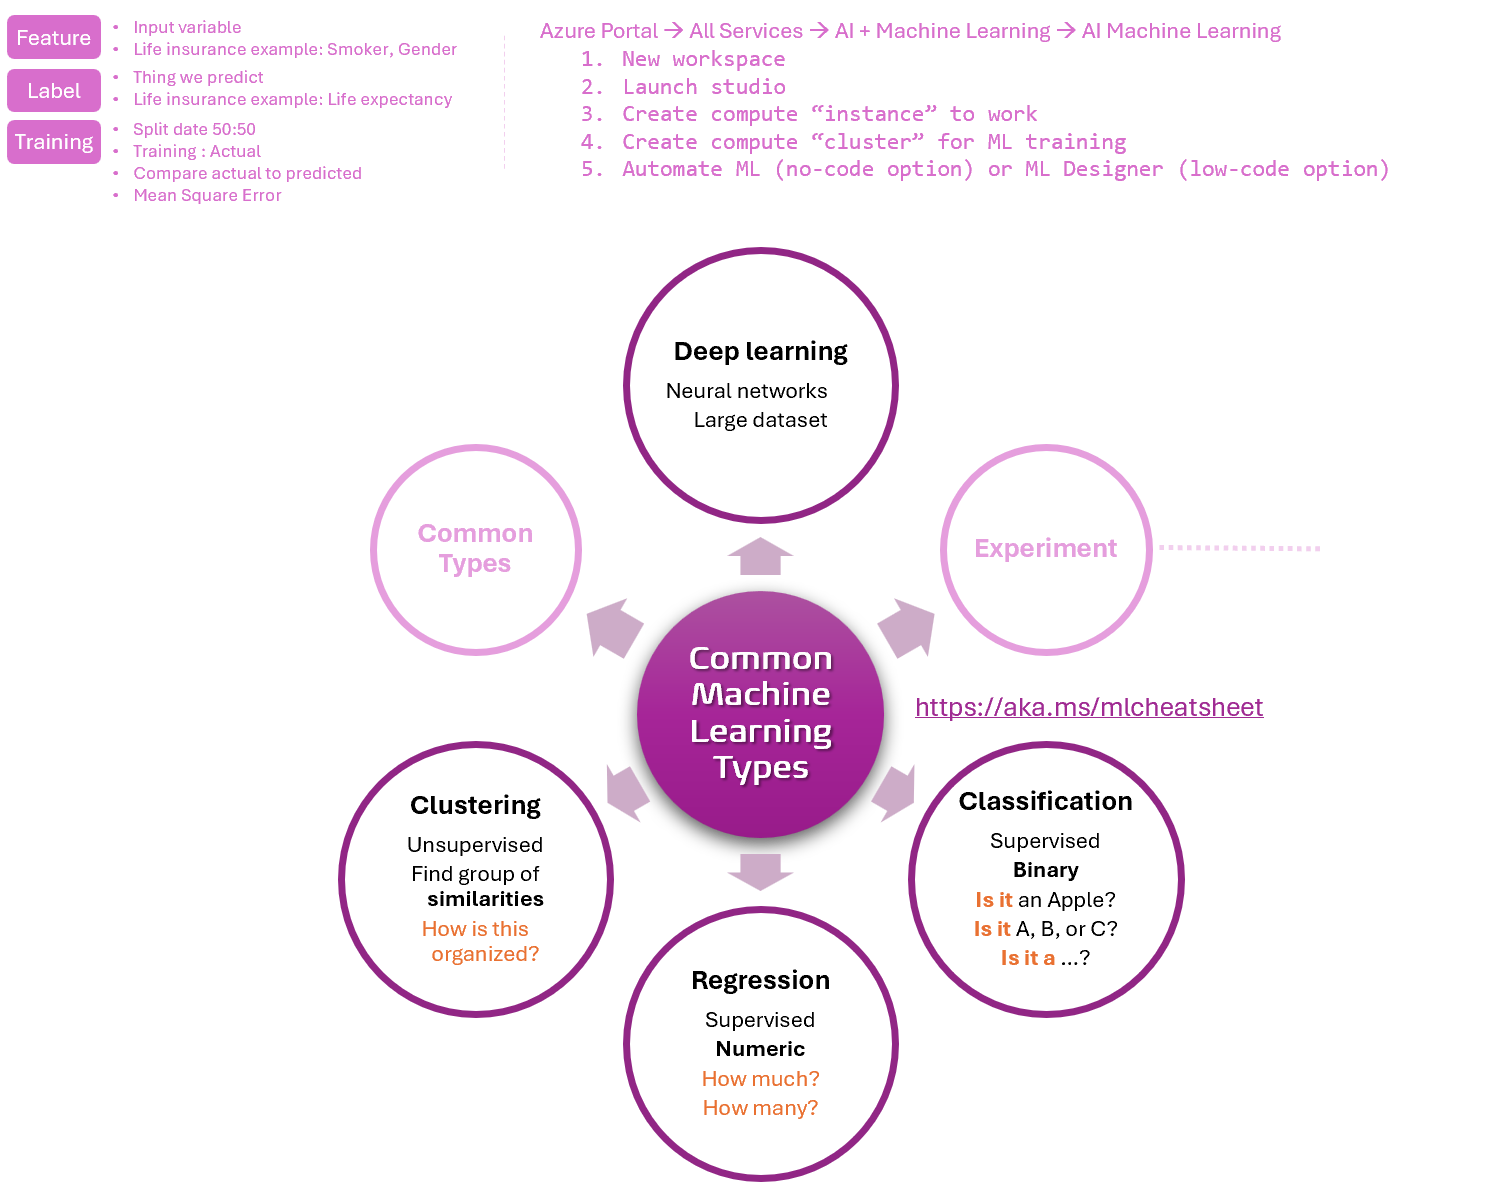 Feature
• Input variable
• Life insurance example: Smoker, Gender
Label
• Thing we predict
• Life insurance example: Life expectancy
Training
• Split date 50:50
• Training : Actual
• Compare actual to predicted
• Mean Square Error
Azure Portal → All Services → AI + Machine Learning → AI Machine Learning
1. New workspace
2. Launch studio
3. Create compute “instance” to work
4. Create compute “cluster” for ML training
5. Automate ML (no-code option) or ML Designer (low-code option)
Deep learning
Neural networks
Large dataset
Common
Types
Experiment
Common
Machine
Learning
Types
https://aka.ms/mlcheatsheet
Clustering
Unsupervised
Find group of
similarities
How is this
organized?
Classification
Supervised
Binary
Is it an Apple?
Is it A, B, or C?
Is it a ...?
Regression
Supervised
Numeric
How much?
How many?